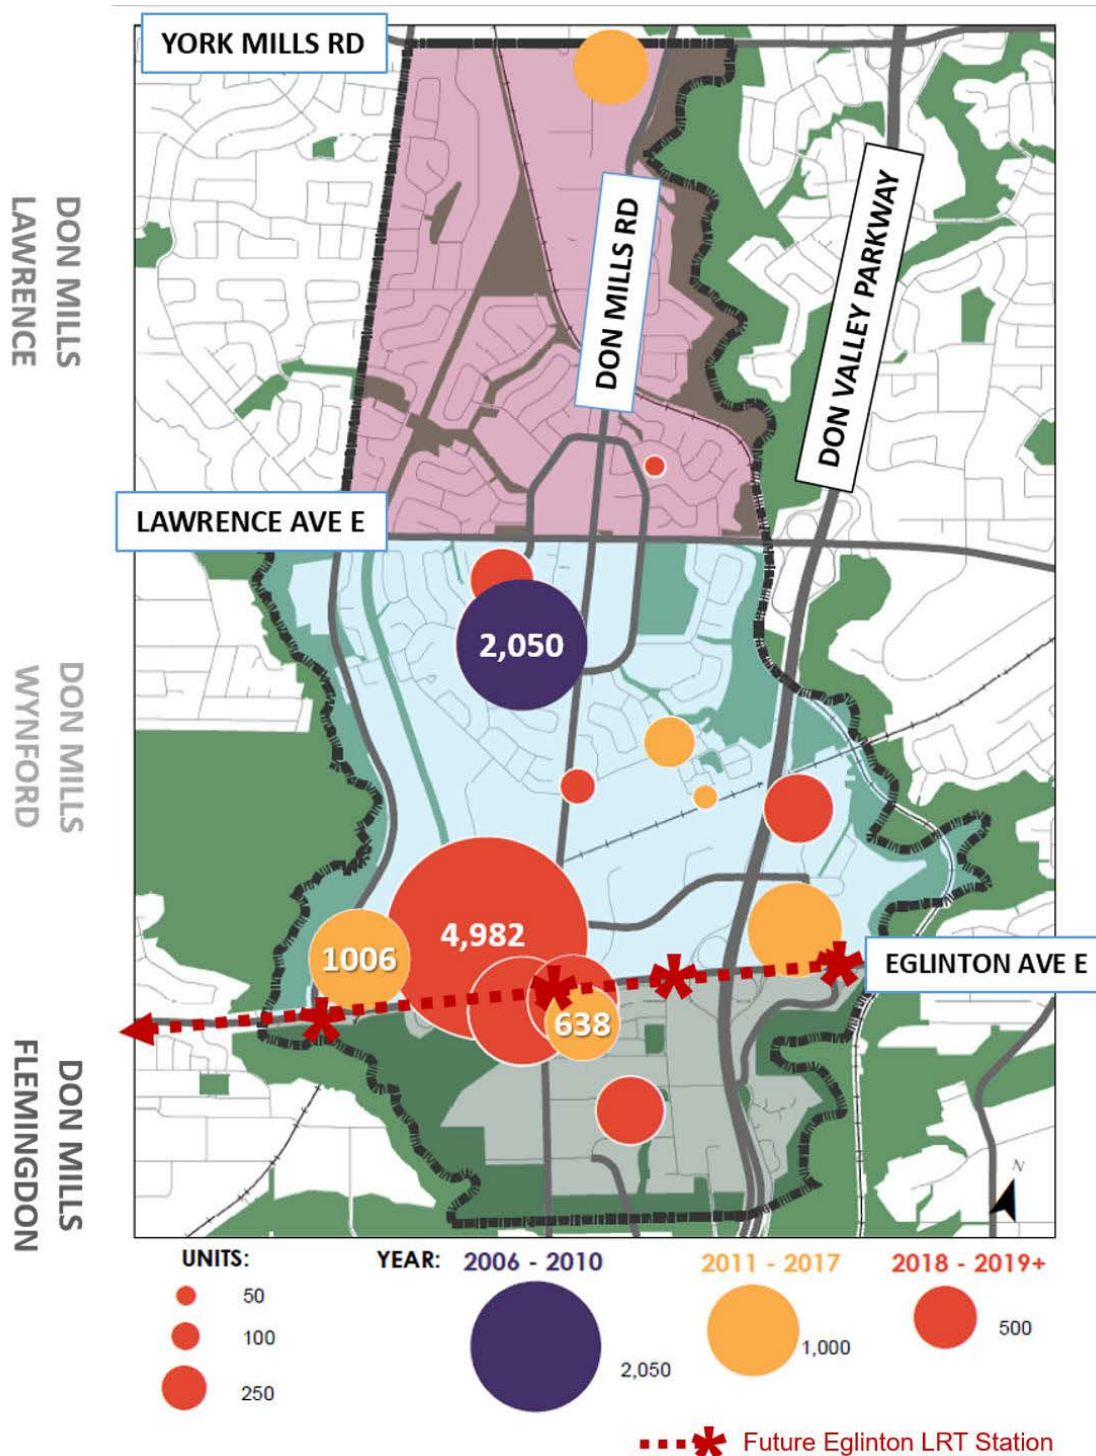 YORK MILLS RD
DON MILLS
LAWRENCE
DON MILLS RD
DON VALLEY PARKWAY
LAWRENCE AVE E
2,050
DON MILLS
WYNFORD
4,982
1006
EGLINTON AVE E
638
DON MILLS
FLEMINGDON
N
UNITS:
50
100
250
YEAR: 2006 - 2010 2011 - 2017 2018 - 2019+
2,050
1,000
500
Future Eglinton LRT Station